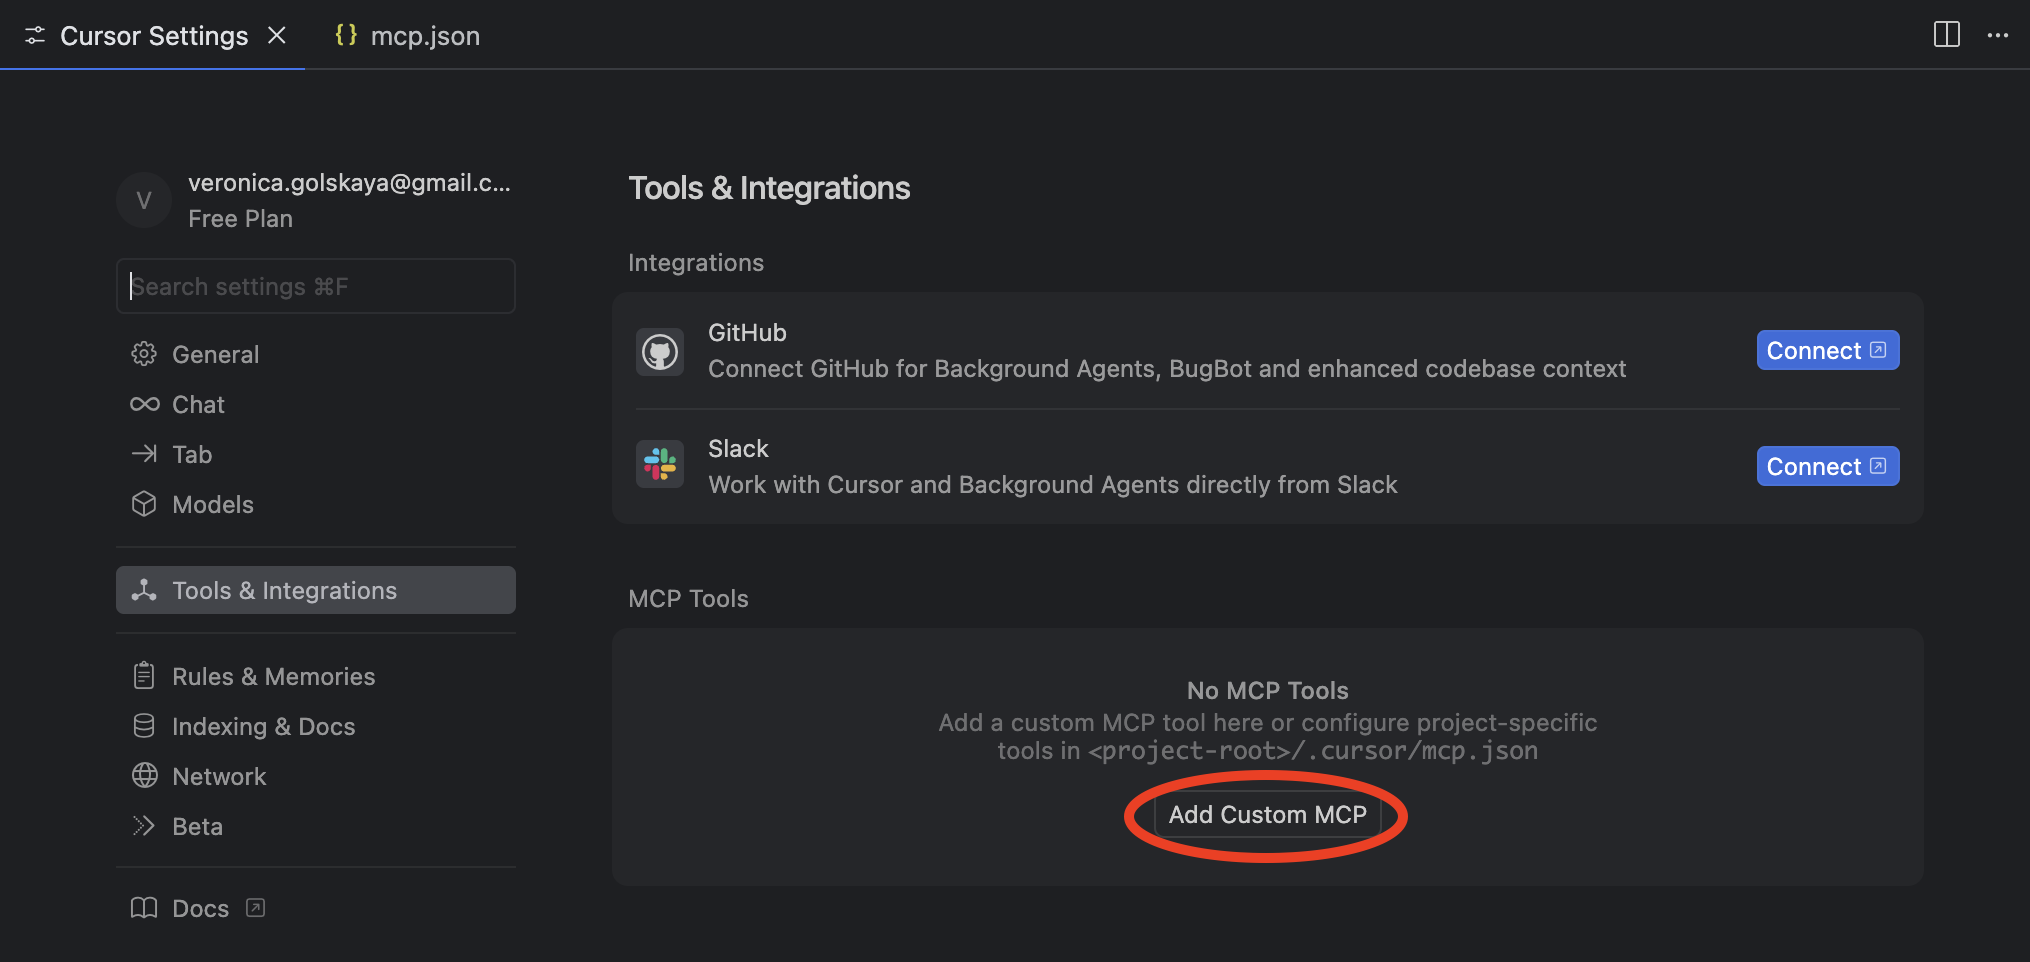 Cursor Settings
{} mcp.json
V
veronica.golskaya@gmail.c...
Free Plan
Search settings ⌘F
General
Chat
Tab
Models
Tools & Integrations
Rules & Memories
Indexing & Docs
Network
Beta
Docs
Tools & Integrations
Integrations
GitHub
Connect GitHub for Background Agents, BugBot and enhanced codebase context
Connect
Slack
Work with Cursor and Background Agents directly from Slack
Connect
MCP Tools
No MCP Tools
Add a custom MCP tool here or configure project-specific
tools in <project-root>/.cursor/mcp.json
Add Custom MCP